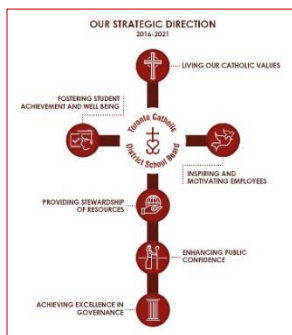 OUR STRATEGIC DIRECTION
2016-2021
LIVING OUR CATHOLIC VALUES
FOSTERING STUDENT
ACHIEVEMENT AND WELL BEING
Toronto Catholic
District School Board
INSPIRING AND
MOTIVATING EMPLOYEES
PROVIDING STEWARDSHIP
OF RESOURCES
ENHANCING PUBLIC
CONFIDENCE
ACHIEVING EXCELLENCE IN
GOVERNANCE